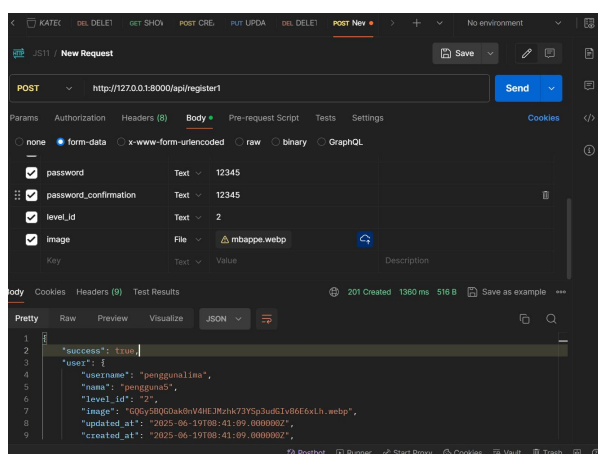 KATEC DEL DELET GET SHOV POST CRE. PUT UPDA DEL DELET POST Nev No environment
JS11 / New Request Save
POST http://127.0.0.1:8000/api/register1 Send
Params Authorization Headers (8) Body Pre-request Script Tests Settings Cookies
none form-data x-www-form-urlencoded raw binary GraphQL
password Text 12345
password_confirmation Text 12345
level_id Text 2
image File mbappe.webp
Key Text Value Description
Body Cookies Headers (9) Test Results 201 Created 1360 ms 516 B Save as example
Pretty Raw Preview Visualize JSON
1 {
2 "success": true,
3 "user": {
4 "username": "penggunalima",
5 "nama": "pengguna5",
6 "level_id": "2",
7 "image": "GQGy5BQGOak0nV4HEJMzhk73YSp3udGIv86E6xLh.webp",
8 "updated_at": "2025-06-19T08:41:09.000000Z",
9 "created_at": "2025-06-19T08:41:09.000000Z",
Postbot Runner Start Proxy Cookies Vault Trash